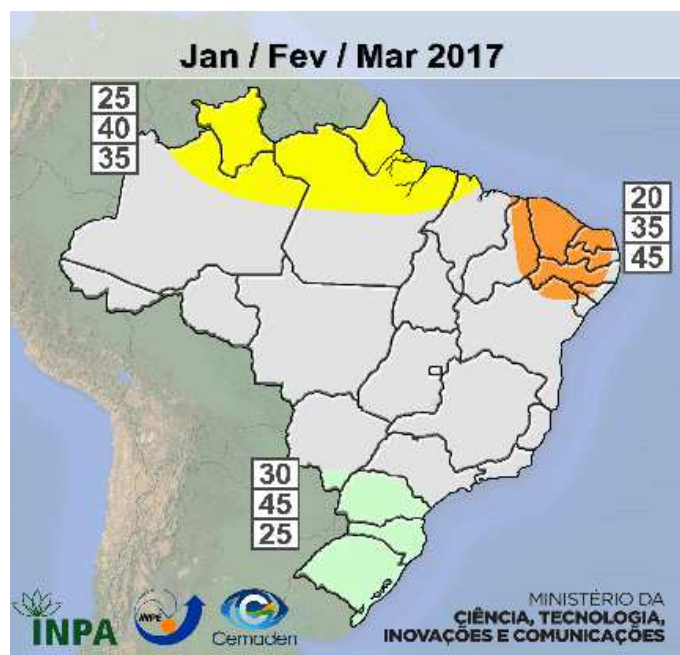 Jan / Fev / Mar 2017
25
40
35
20
35
45
30
45
25
INPA
INPE
Cemaden
MINISTÉRIO DA
CIÊNCIA, TECNOLOGIA,
INOVAÇÕES E COMUNICAÇÕES